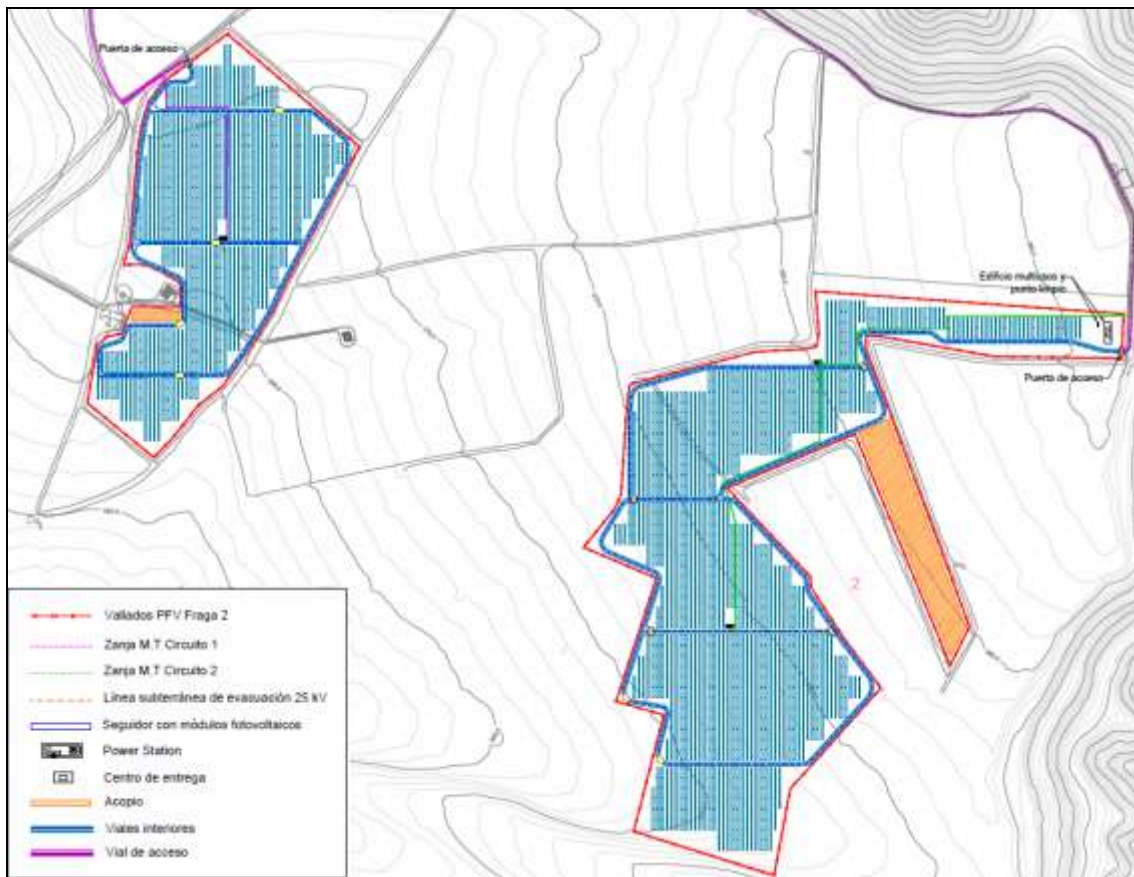 Puerta de acceso
Edificio multiusos y
punto limpio
Puerta de acceso
2
Vallados PFV Fraga 2
Zanja M.T Circuito 1
Zanja M.T Circuito 2
Línea subterránea de evacuación 25 kV
Seguidor con módulos fotovoltaicos
Power Station
Centro de entrega
Acopio
Viales interiores
Vial de acceso